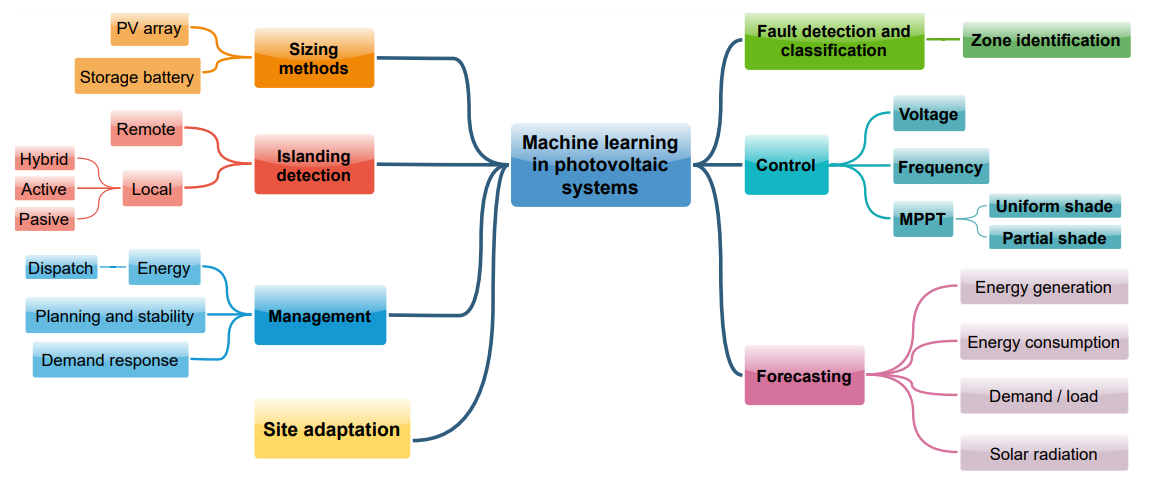 PV array
Storage battery
Sizing
methods
Remote
Hybrid
Active
Pasive
Local
Islanding
detection
Dispatch
Energy
Planning and stability
Demand response
Management
Site adaptation
Machine learning
in photovoltaic
systems
Fault detection and
classification
Zone identification
Control
Voltage
Frequency
MPPT
Uniform shade
Partial shade
Forecasting
Energy generation
Energy consumption
Demand / load
Solar radiation